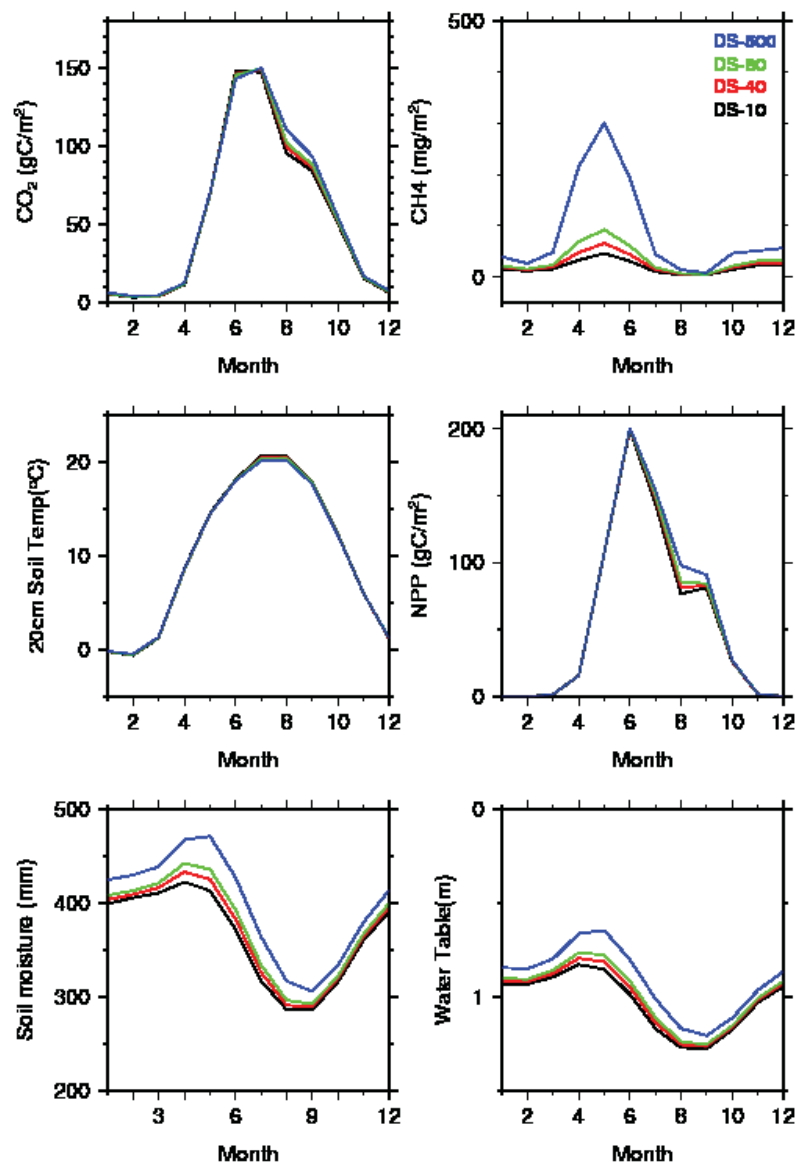 150
100
50
0
CO₂ (gC/m²)
2 4 6 8 10 12
Month
500
0
CH4 (mg/m²)
DS-800
DS-80
DS-40
DS-10
2 4 6 8 10 12
Month
20
10
0
20cm Soil Temp(°C)
2 4 6 8 10 12
Month
200
100
0
NPP (gC/m²)
2 4 6 8 10 12
Month
500
400
300
200
Soil moisture (mm)
3 6 9 12
Month
0
1
Water Table(m)
2 4 6 8 10 12
Month